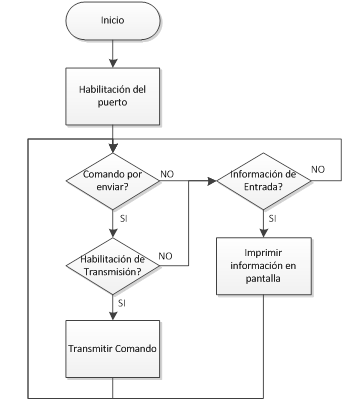 Inicio
Habilitación del
puerto
Comando por
enviar?
NO
Información de
Entrada?
NO
SI
SI
Habilitación de
Transmisión?
NO
Imprimir
información en
pantalla
SI
Transmitir Comando